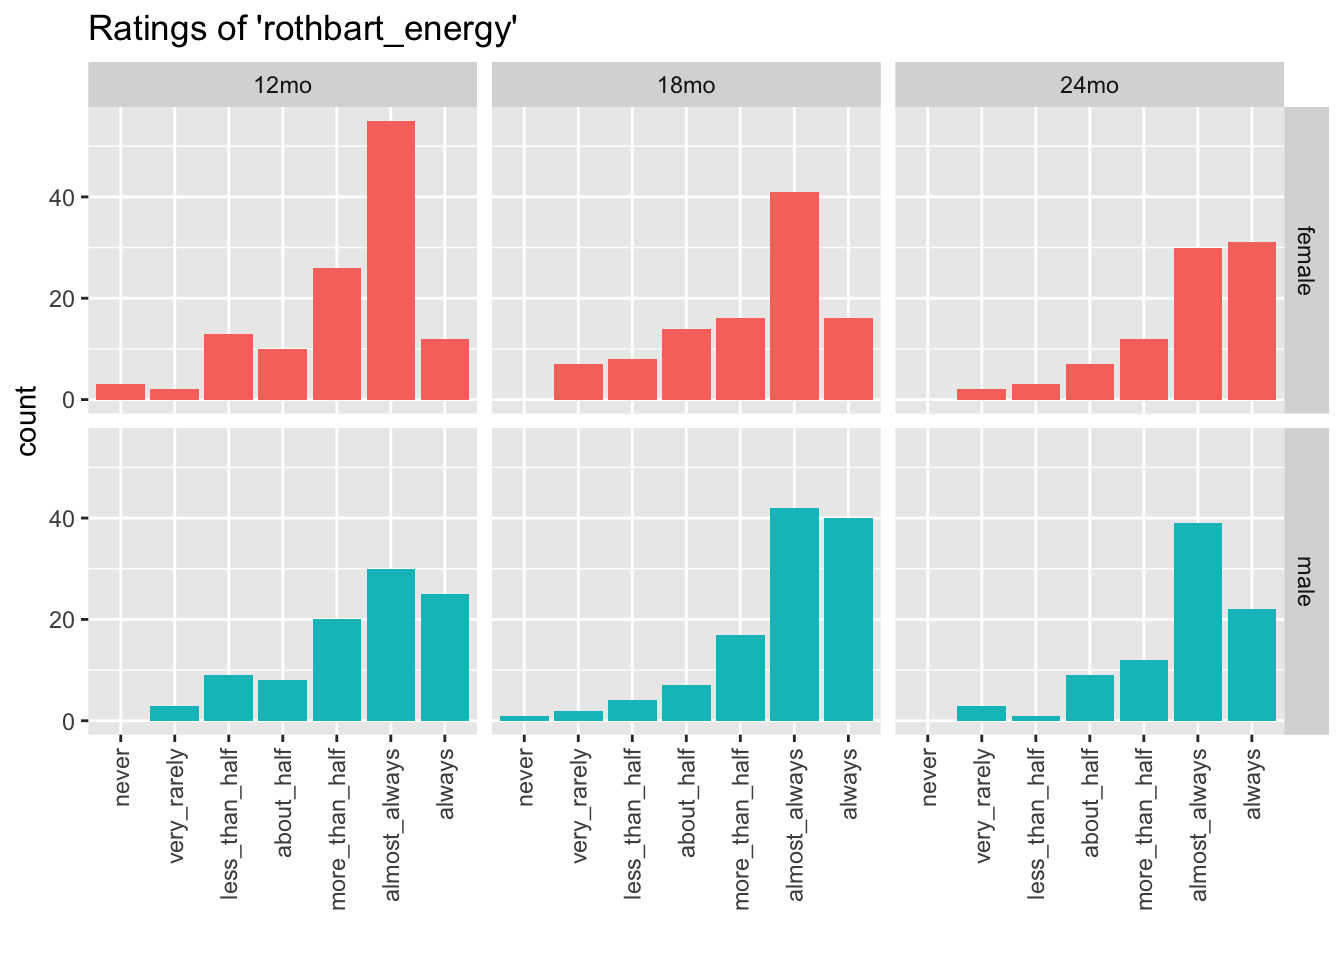 Ratings of 'rothbart_energy'
12mo 18mo 24mo
count
40
20
0
female
40
20
0
male
never very_rarely less_than_half about_half more_than_half almost_always always
never very_rarely less_than_half about_half more_than_half almost_always always
never very_rarely less_than_half about_half more_than_half almost_always always